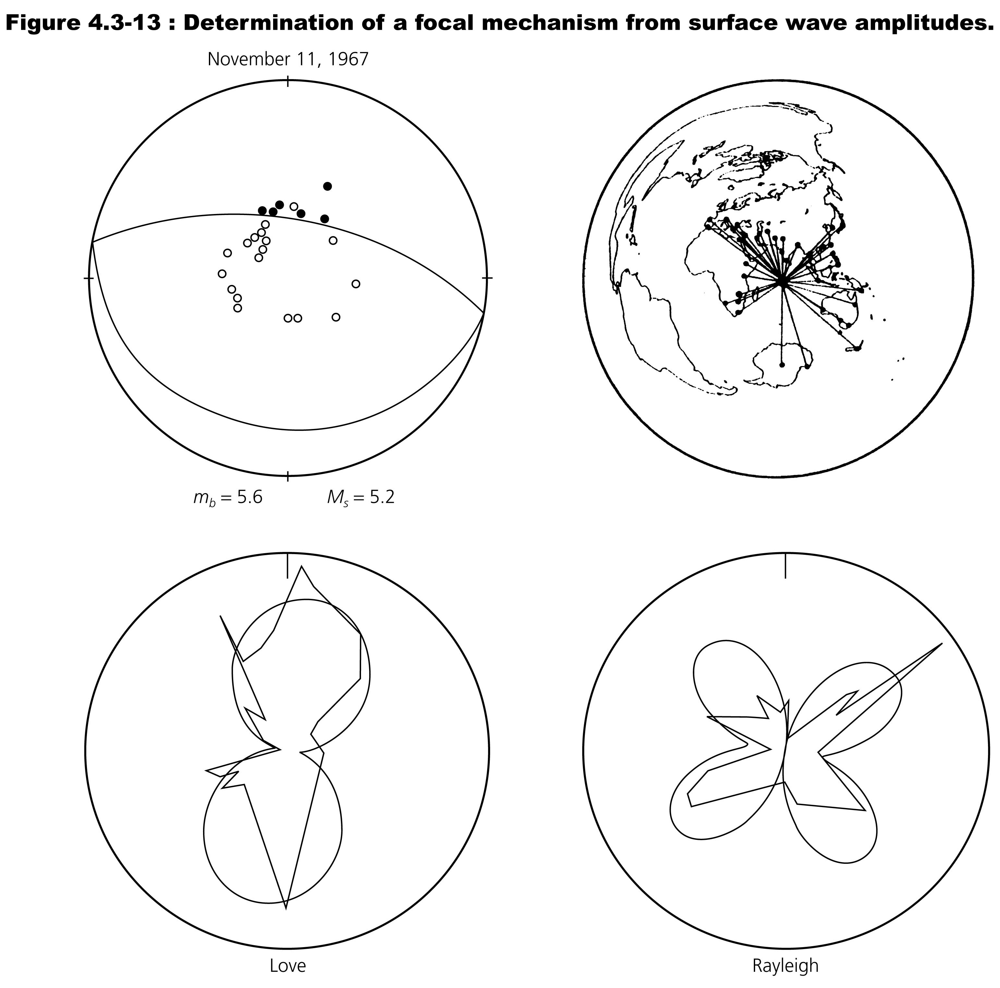 Figure 4.3-13 : Determination of a focal mechanism from surface wave amplitudes.
November 11, 1967
m_b = 5.6 M_s = 5.2
Love Rayleigh